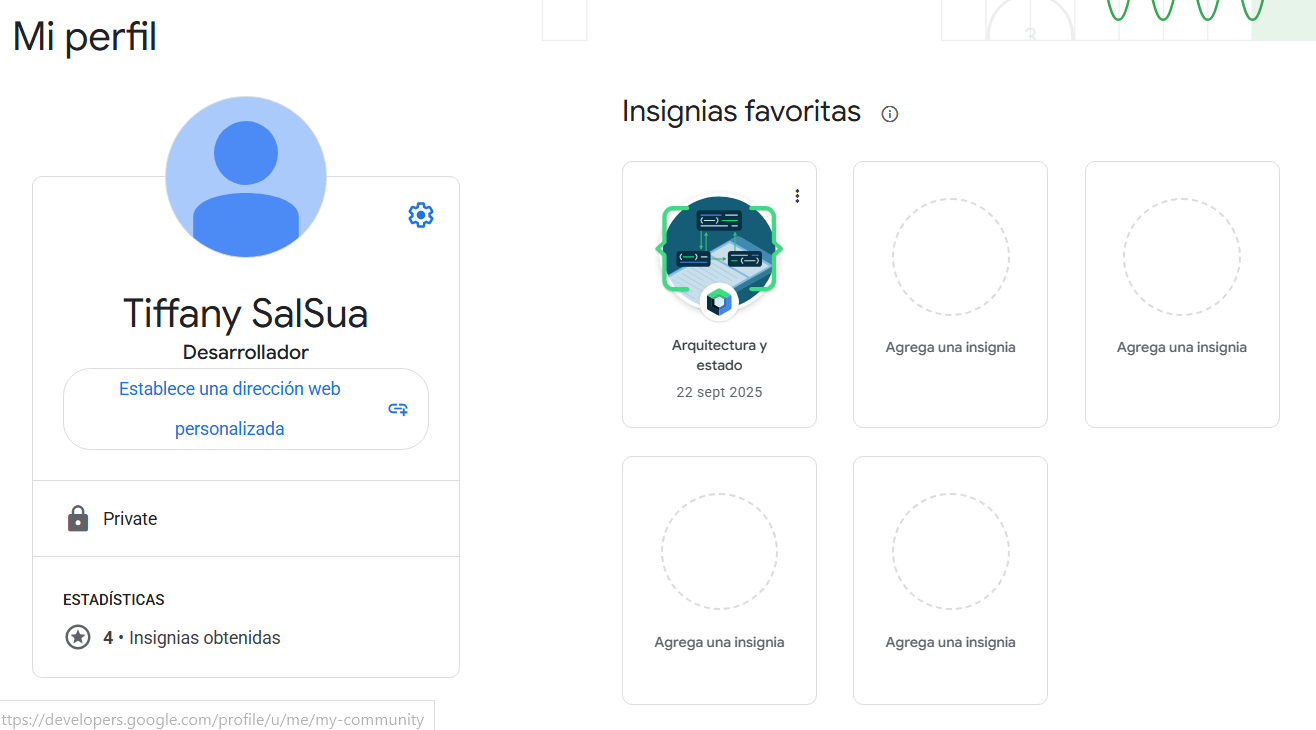 Mi perfil
3
Insignias favoritas
Tiffany SalSua
Desarrollador
Establece una dirección web
personalizada
Private
ESTADÍSTICAS
4 • Insignias obtenidas
Arquitectura y
estado
22 sept 2025
Agrega una insignia
Agrega una insignia
Agrega una insignia
Agrega una insignia
ttps://developers.google.com/profile/u/me/my-community